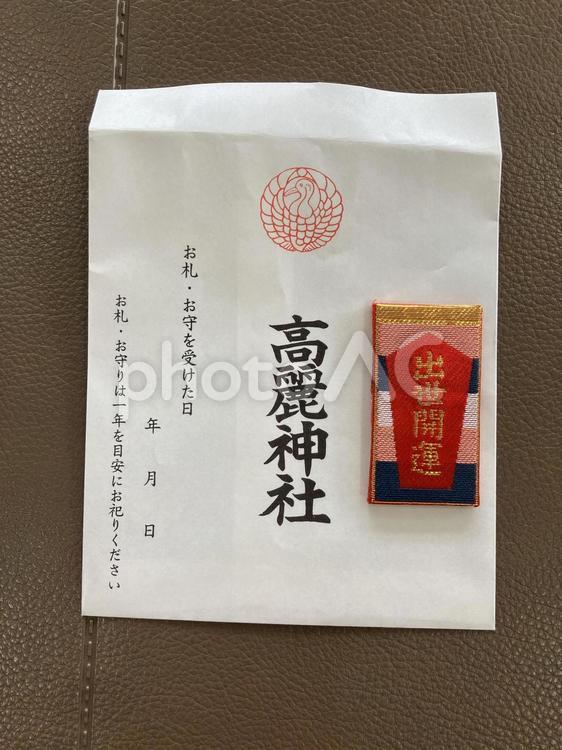 出世開運
高麗神社
お札・お守を受けた日
年 月 日
お札・お守りは一年を目安にお祀りください
photoAC